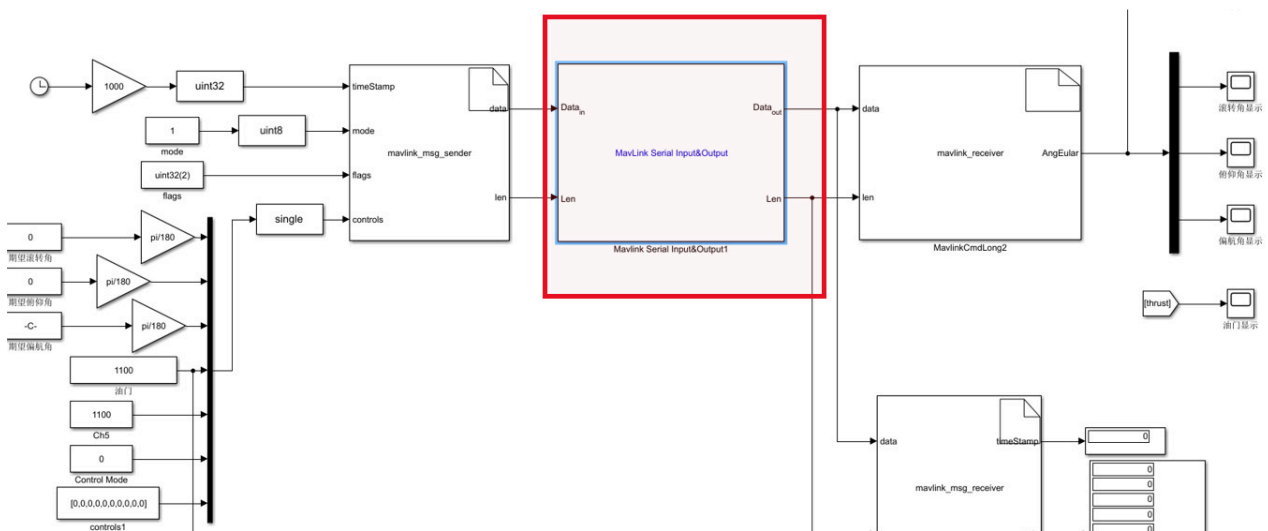 1000
uint32
timeStamp
1
mode
uint8
mode
uint32(2)
flags
flags
single
controls
mavlink_msg_sender
data
len
Data_in
Data_out
MavLink Serial Input&Output
Len
Len
Mavlink Serial Input&Output1
data
len
mavlink_receiver
AngEular
MavlinkCmdLong2
滚转角显示
俯仰角显示
偏航角显示
[thrust]
油门显示
0
期望滚转角
pi/180
0
期望俯仰角
pi/180
-C-
期望偏航角
pi/180
1100
油门
1100
Ch5
0
Control Mode
[0,0,0,0,0,0,0,0,0,0]
controls1
data
timeStamp
mavlink_msg_receiver
0
0
0
0
0
0